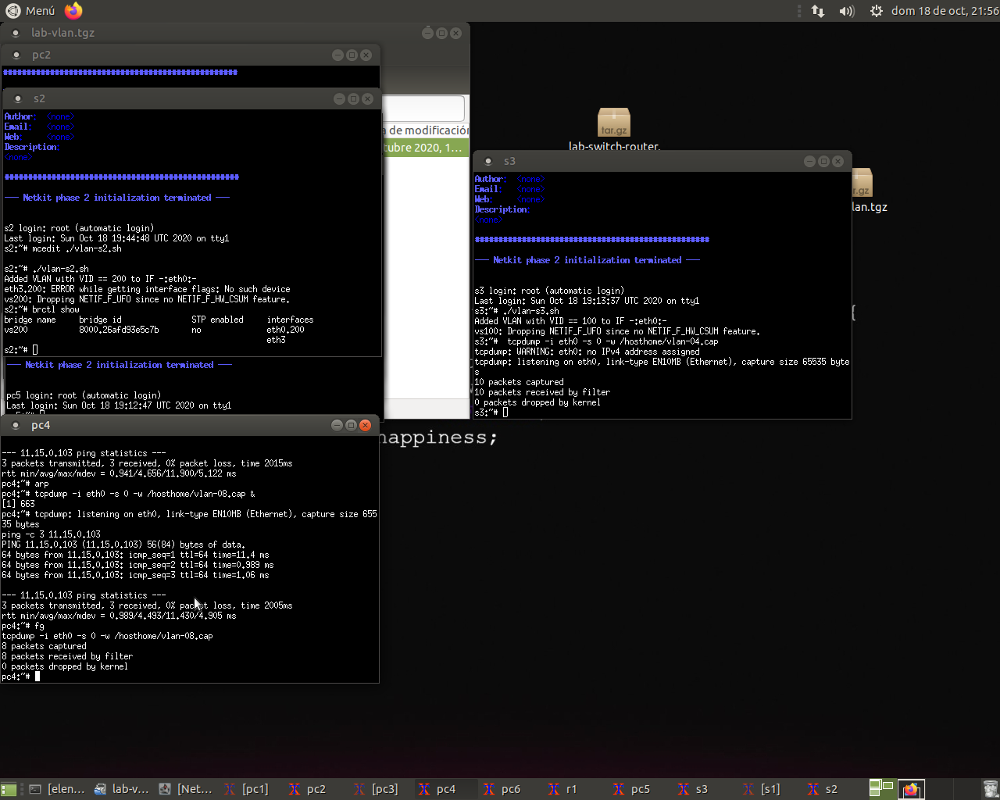 Menú
dom 18 de oct, 21:56
lab-vlan.tgz
pc2
##################################################
s2
Author: <none>
Email: <none>
Web: <none>
Description:
<none>
##################################################
--- Netkit phase 2 initialization terminated ---
s2 login: root (automatic login)
Last login: Sun Oct 18 19:44:48 UTC 2020 on tty1
s2:~# mcedit ./vlan-s2.sh
s2:~# ./vlan-s2.sh
Added VLAN with VID == 200 to IF -:eth0:-
eth3.200: ERROR while getting interface flags: No such device
vs200: Dropping NETIF_F_UFO since no NETIF_F_HW_CSUM feature.
s2:~# brctl show
bridge name bridge id STP enabled interfaces
vs200 8000.26afd93e5c7b no eth0.200
eth3
s2:~#
a de modificación
tubre 2020, 1...
--- Netkit phase 2 initialization terminated ---
pc5 login: root (automatic login)
Last login: Sun Oct 18 19:12:47 UTC 2020 on tty1
tar.gz
lab-switch-router.
r.gz
lan.tgz
s3
Author: <none>
Email: <none>
Web: <none>
Description:
<none>
##################################################
--- Netkit phase 2 initialization terminated ---
s3 login: root (automatic login)
Last login: Sun Oct 18 19:13:37 UTC 2020 on tty1
s3:~# ./vlan-s3.sh
Added VLAN with VID == 100 to IF -:eth0:-
vs100: Dropping NETIF_F_UFO since no NETIF_F_HW_CSUM feature.
s3:~#  tcpdump -i eth0 -s 0 -w /hosthome/vlan-04.cap
tcpdump: WARNING: eth0: no IPv4 address assigned
tcpdump: listening on eth0, link-type EN10MB (Ethernet), capture size 65535 byte
s
10 packets captured
10 packets received by filter
0 packets dropped by kernel
s3:~#
{
happiness;
pc4
--- 11.15.0.103 ping statistics ---
3 packets transmitted, 3 received, 0% packet loss, time 2015ms
rtt min/avg/max/mdev = 0.941/4.656/11.900/5.122 ms
pc4:~# arp
pc4:~# tcpdump -i eth0 -s 0 -w /hosthome/vlan-08.cap &
[1] 663
pc4:~# tcpdump: listening on eth0, link-type EN10MB (Ethernet), capture size 655
35 bytes
ping -c 3 11.15.0.103
PING 11.15.0.103 (11.15.0.103) 56(84) bytes of data.
64 bytes from 11.15.0.103: icmp_seq=1 ttl=64 time=11.4 ms
64 bytes from 11.15.0.103: icmp_seq=2 ttl=64 time=0.989 ms
64 bytes from 11.15.0.103: icmp_seq=3 ttl=64 time=1.06 ms
--- 11.15.0.103 ping statistics ---
3 packets transmitted, 3 received, 0% packet loss, time 2005ms
rtt min/avg/max/mdev = 0.989/4.493/11.430/4.905 ms
pc4:~# fg
tcpdump -i eth0 -s 0 -w /hosthome/vlan-08.cap
8 packets captured
8 packets received by filter
0 packets dropped by kernel
pc4:~#
[elen...
lab-v...
[Net...
[pc1]
pc2
[pc3]
pc4
pc6
r1
pc5
s3
[s1]
s2